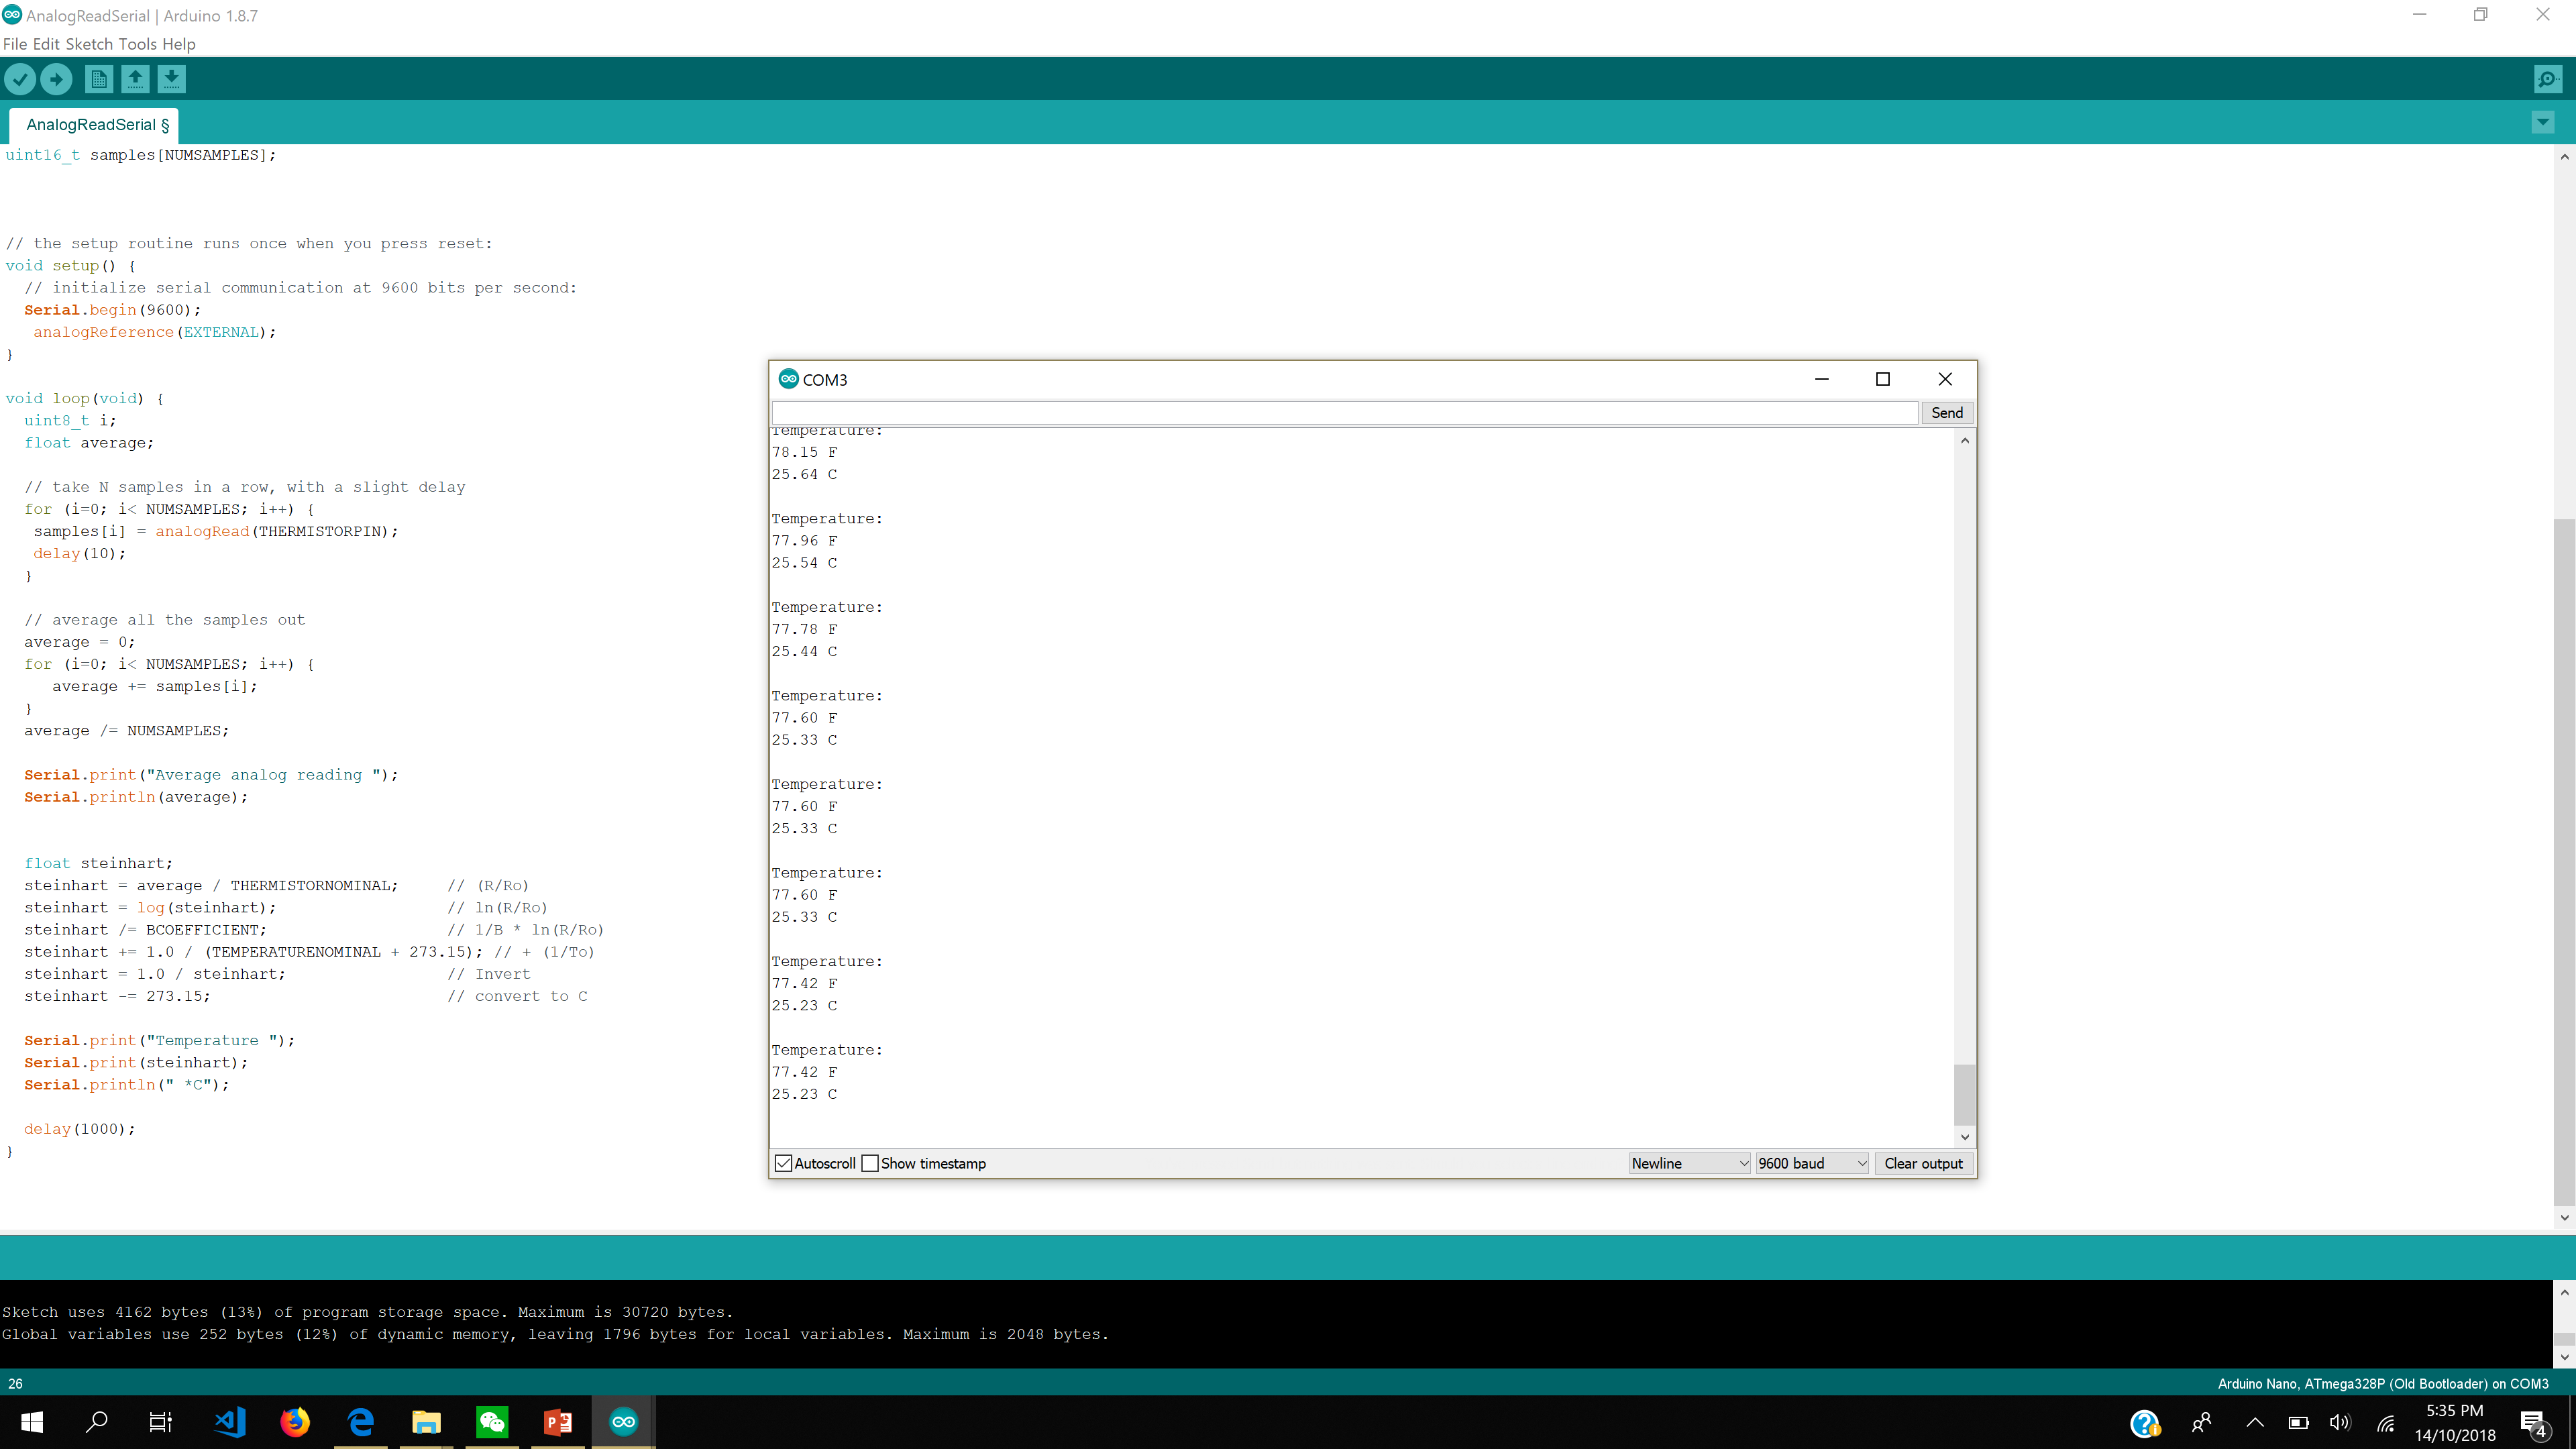 AnalogReadSerial | Arduino 1.8.7
File Edit Sketch Tools Help
AnalogReadSerial §
uint16_t samples[NUMSAMPLES];
// the setup routine runs once when you press reset:
void setup() {
// initialize serial communication at 9600 bits per second:
Serial.begin(9600);
analogReference(EXTERNAL);
}
void loop(void) {
uint8_t i;
float average;
// take N samples in a row, with a slight delay
for (i=0; i< NUMSAMPLES; i++) {
samples[i] = analogRead(THERMISTORPIN);
delay(10);
}
// average all the samples out
average = 0;
for (i=0; i< NUMSAMPLES; i++) {
average += samples[i];
}
average /= NUMSAMPLES;
Serial.print("Average analog reading ");
Serial.println(average);
float steinhart;
steinhart = average / THERMISTORNOMINAL; // (R/Ro)
steinhart = log(steinhart); // ln(R/Ro)
steinhart /= BCOEFFICIENT; // 1/B * ln(R/Ro)
steinhart += 1.0 / (TEMPERATURENOMINAL + 273.15); // + (1/To)
steinhart = 1.0 / steinhart; // Invert
steinhart -= 273.15; // convert to C
Serial.print("Temperature ");
Serial.print(steinhart);
Serial.println(" *C");
delay(1000);
}
COM3
Send
Temperature:
78.15 F
25.64 C
Temperature:
77.96 F
25.54 C
Temperature:
77.78 F
25.44 C
Temperature:
77.60 F
25.33 C
Temperature:
77.60 F
25.33 C
Temperature:
77.60 F
25.33 C
Temperature:
77.42 F
25.23 C
Temperature:
77.42 F
25.23 C
Autoscroll Show timestamp Newline 9600 baud Clear output
Sketch uses 4162 bytes (13%) of program storage space. Maximum is 30720 bytes.
Global variables use 252 bytes (12%) of dynamic memory, leaving 1796 bytes for local variables. Maximum is 2048 bytes.
26 Arduino Nano, ATmega328P (Old Bootloader) on COM3
5:35 PM
14/10/2018
4